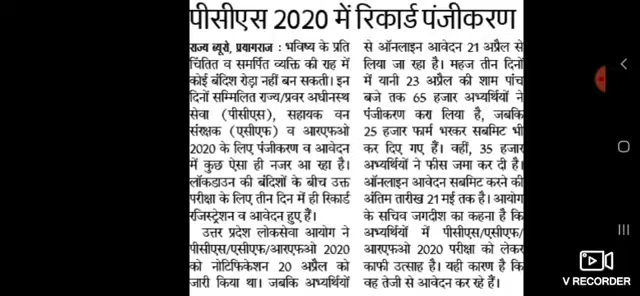 पीसीएस 2020 में रिकार्ड पंजीकरण
राज्य ब्यूरो, प्रयागराज : भविष्य के प्रति
चिंतित व समर्पित व्यक्ति की राह में
कोई बंदिश रोड़ा नहीं बन सकती। इन
दिनों सम्मिलित राज्य/प्रवर अधीनस्थ
सेवा (पीसीएस), सहायक वन
संरक्षक (एसीएफ) व आरएफओ
2020 के लिए पंजीकरण व आवेदन
में कुछ ऐसा ही नजर आ रहा है।
लॉकडाउन की बंदिशों के बीच उक्त
परीक्षा के लिए तीन दिन में ही रिकार्ड
रजिस्ट्रेशन व आवेदन हुए हैं।
उत्तर प्रदेश लोकसेवा आयोग ने
पीसीएस/एसीएफ/आरएफओ 2020
को नोटिफिकेशन 20 अप्रैल को
जारी किया था। जबकि अभ्यर्थियों
से ऑनलाइन आवेदन 21 अप्रैल से
लिया जा रहा है। महज तीन दिनों
में यानी 23 अप्रैल की शाम पांच
बजे तक 65 हजार अभ्यर्थियों ने
पंजीकरण करा लिया है, जबकि
25 हजार फार्म भरकर सबमिट भी
कर दिए गए हैं। वहीं, 35 हजार
अभ्यर्थियों ने फीस जमा कर दी है।
ऑनलाइन आवेदन सबमिट करने की
अंतिम तारीख 21 मई तक है। आयोग
के सचिव जगदीश का कहना है कि
अभ्यर्थियों में पीसीएस/एसीएफ/
आरएफओ 2020 परीक्षा को लेकर
काफी उत्साह है। यही कारण है कि
वह तेजी से आवेदन कर रहे हैं।
V RECORDER